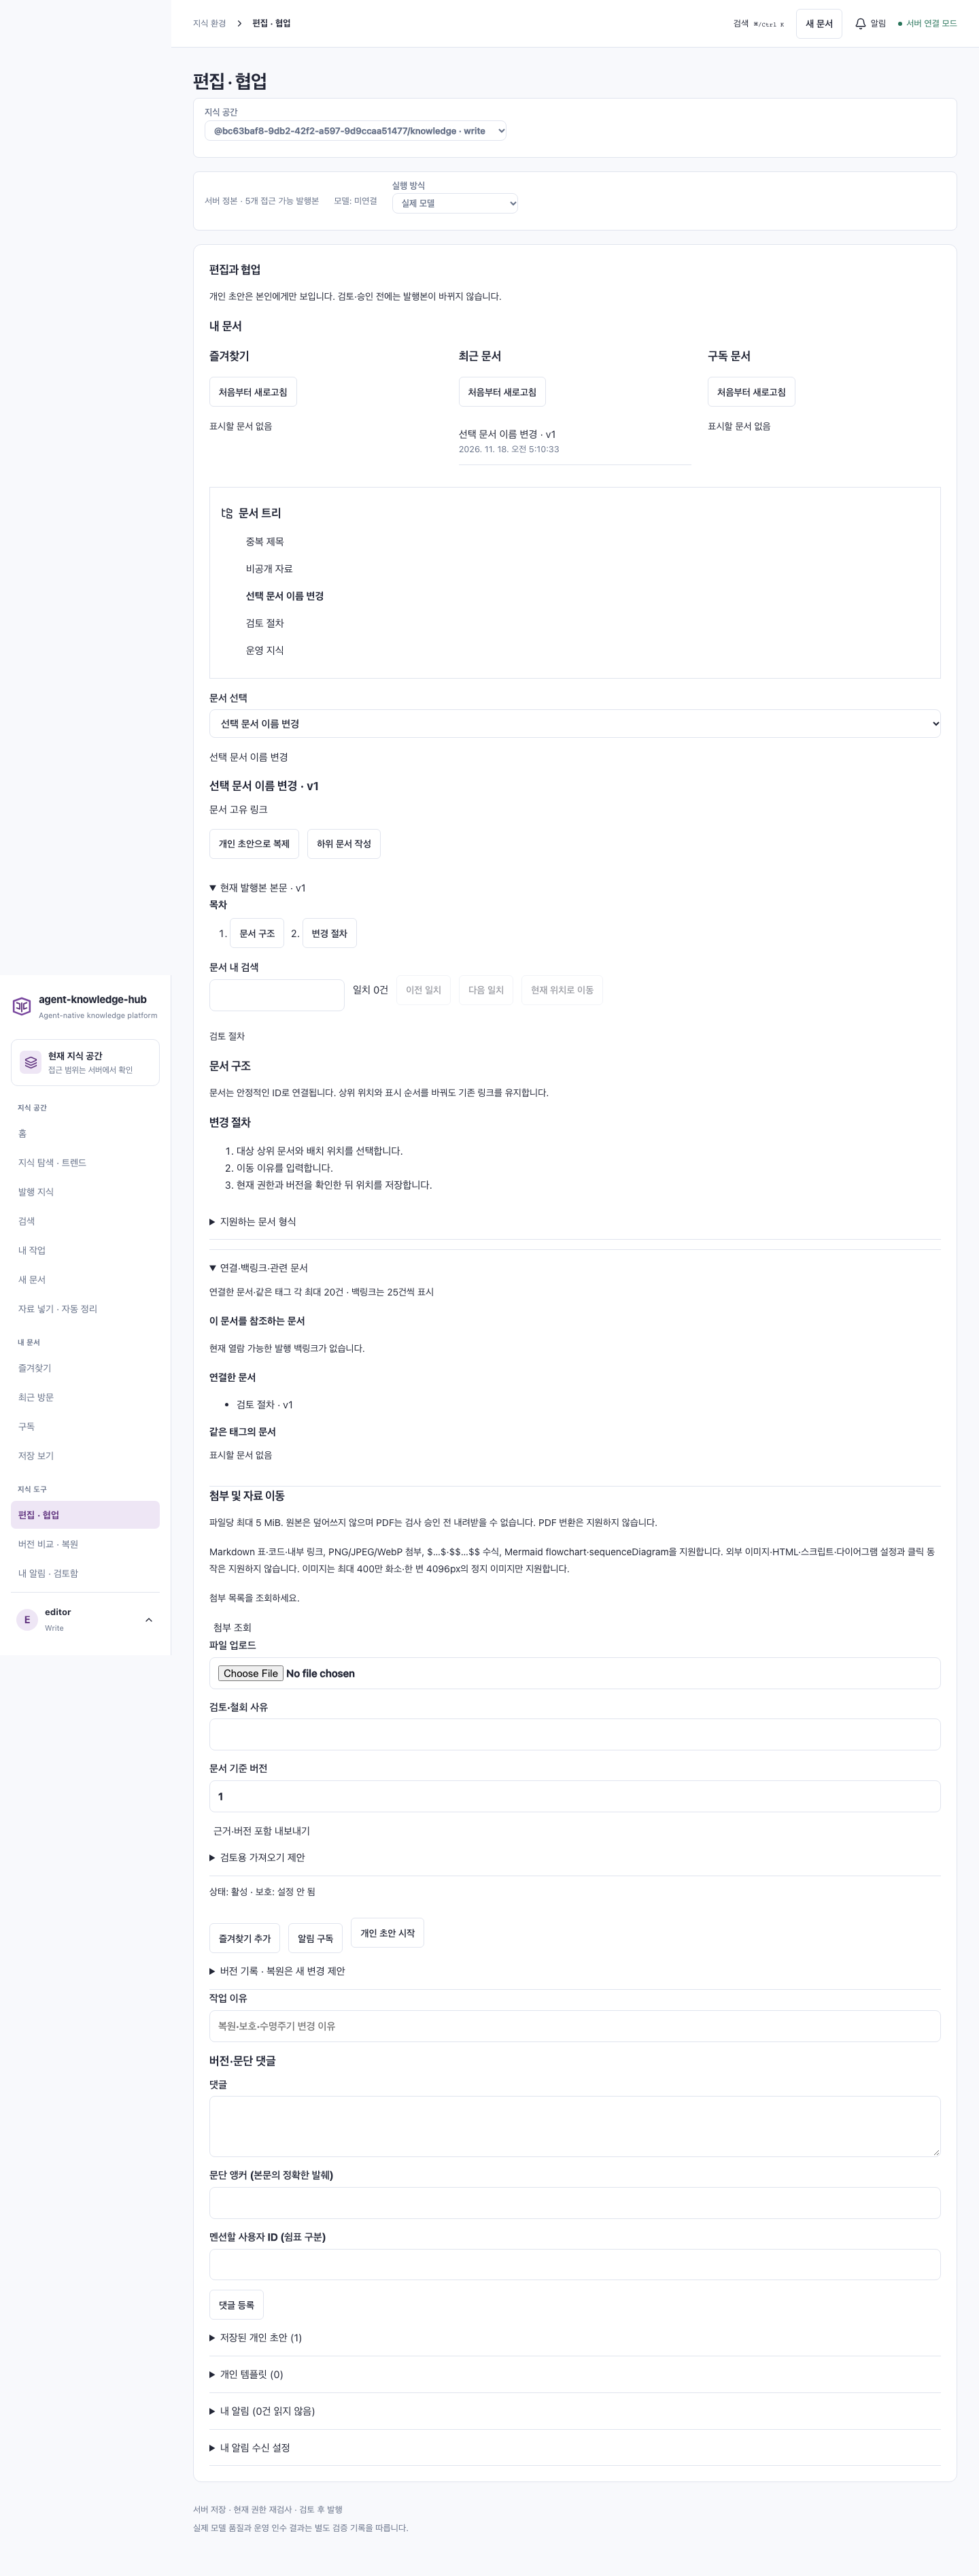 지식 환경 > 편집 · 협업
검색 ⌘/Ctrl K 새 문서 알림 서버 연결 모드
편집 · 협업
지식 공간
@bc63baf8-9db2-42f2-a597-9d9ccaa51477/knowledge · write
실행 방식
서버 정본 · 5개 접근 가능 발행본 모델: 미연결 실제 모델
편집과 협업
개인 초안은 본인에게만 보입니다. 검토·승인 전에는 발행본이 바뀌지 않습니다.
내 문서
즐겨찾기 최근 문서 구독 문서
처음부터 새로고침 처음부터 새로고침 처음부터 새로고침
표시할 문서 없음 선택 문서 이름 변경 · v1 표시할 문서 없음
2026. 11. 18. 오전 5:10:33
문서 트리
중복 제목
비공개 자료
선택 문서 이름 변경
검토 절차
운영 지식
문서 선택
선택 문서 이름 변경
선택 문서 이름 변경
선택 문서 이름 변경 · v1
문서 고유 링크
개인 초안으로 복제 하위 문서 작성
▼ 현재 발행본 본문 · v1
목차
1. 문서 구조 2. 변경 절차
문서 내 검색
일치 0건 이전 일치 다음 일치 현재 위치로 이동
검토 절차
문서 구조
문서는 안정적인 ID로 연결됩니다. 상위 위치와 표시 순서를 바꿔도 기존 링크를 유지합니다.
변경 절차
1. 대상 상위 문서와 배치 위치를 선택합니다.
2. 이동 이유를 입력합니다.
3. 현재 권한과 버전을 확인한 뒤 위치를 저장합니다.
▶ 지원하는 문서 형식
▼ 연결·백링크·관련 문서
연결한 문서·같은 태그 각 최대 20건 · 백링크는 25건씩 표시
이 문서를 참조하는 문서
현재 열람 가능한 발행 백링크가 없습니다.
연결한 문서
• 검토 절차 · v1
같은 태그의 문서
표시할 문서 없음
첨부 및 자료 이동
파일당 최대 5 MiB. 원본은 덮어쓰지 않으며 PDF는 검사 승인 전 내려받을 수 없습니다. PDF 변환은 지원하지 않습니다.
Markdown 표·코드·내부 링크, PNG/JPEG/WebP 첨부, $...$·$$...$$ 수식, Mermaid flowchart·sequenceDiagram을 지원합니다. 외부 이미지·HTML·스크립트·다이어그램 설정과 클릭 동
작은 지원하지 않습니다. 이미지는 최대 400만 화소·한 변 4096px의 정지 이미지만 지원합니다.
첨부 목록을 조회하세요.
첨부 조회
파일 업로드
Choose File No file chosen
검토·철회 사유
문서 기준 버전
1
근거·버전 포함 내보내기
▶ 검토용 가져오기 제안
상태: 활성 · 보호: 설정 안 됨
즐겨찾기 추가 알림 구독 개인 초안 시작
▶ 버전 기록 · 복원은 새 변경 제안
작업 이유
복원·보호·수명주기 변경 이유
버전·문단 댓글
댓글
문단 앵커 (본문의 정확한 발췌)
멘션할 사용자 ID (쉼표 구분)
댓글 등록
▶ 저장된 개인 초안 (1)
▶ 개인 템플릿 (0)
▶ 내 알림 (0건 읽지 않음)
▶ 내 알림 수신 설정
서버 저장 · 현재 권한 재검사 · 검토 후 발행
실제 모델 품질과 운영 인수 결과는 별도 검증 기록을 따릅니다.
agent-knowledge-hub
Agent-native knowledge platform
현재 지식 공간
접근 범위는 서버에서 확인
지식 공간
홈
지식 탐색 · 트렌드
발행 지식
검색
내 작업
새 문서
자료 넣기 · 자동 정리
내 문서
즐겨찾기
최근 방문
구독
저장 보기
지식 도구
편집 · 협업
버전 비교 · 복원
내 알림 · 검토함
E editor
Write